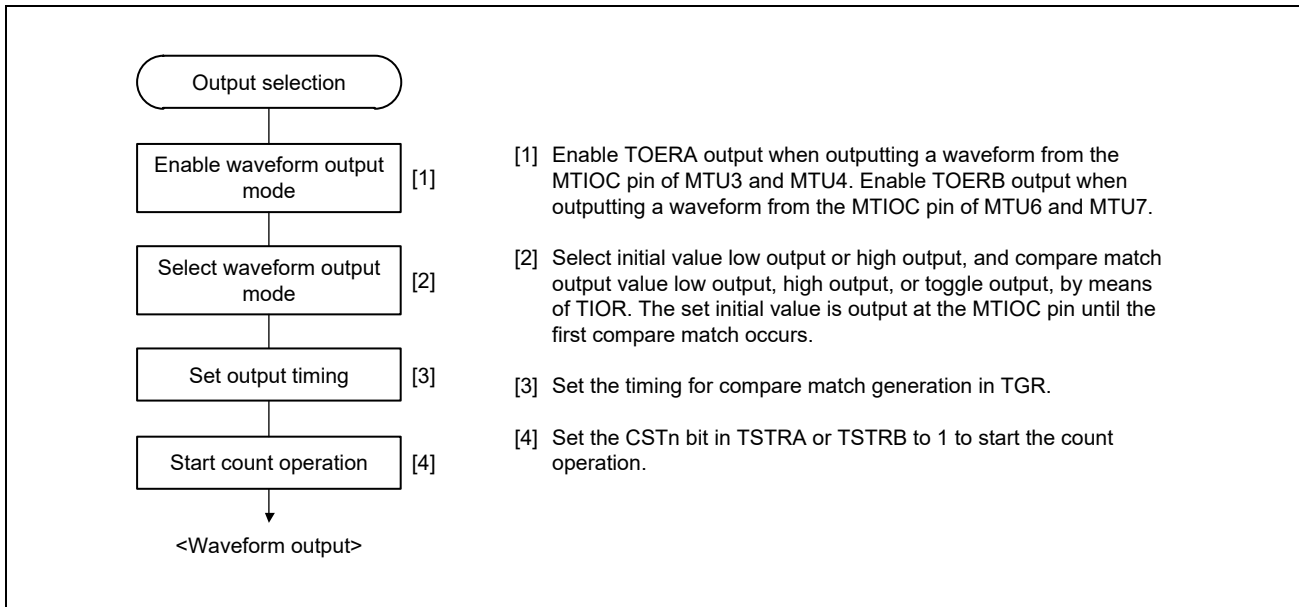 Output selection
Enable waveform output
mode
[1]
Select waveform output
mode
[2]
Set output timing
[3]
Start count operation
[4]
<Waveform output>
[1] Enable TOERA output when outputting a waveform from the
MTIOC pin of MTU3 and MTU4. Enable TOERB output when
outputting a waveform from the MTIOC pin of MTU6 and MTU7.
[2] Select initial value low output or high output, and compare match
output value low output, high output, or toggle output, by means
of TIOR. The set initial value is output at the MTIOC pin until the
first compare match occurs.
[3] Set the timing for compare match generation in TGR.
[4] Set the CSTn bit in TSTRA or TSTRB to 1 to start the count
operation.